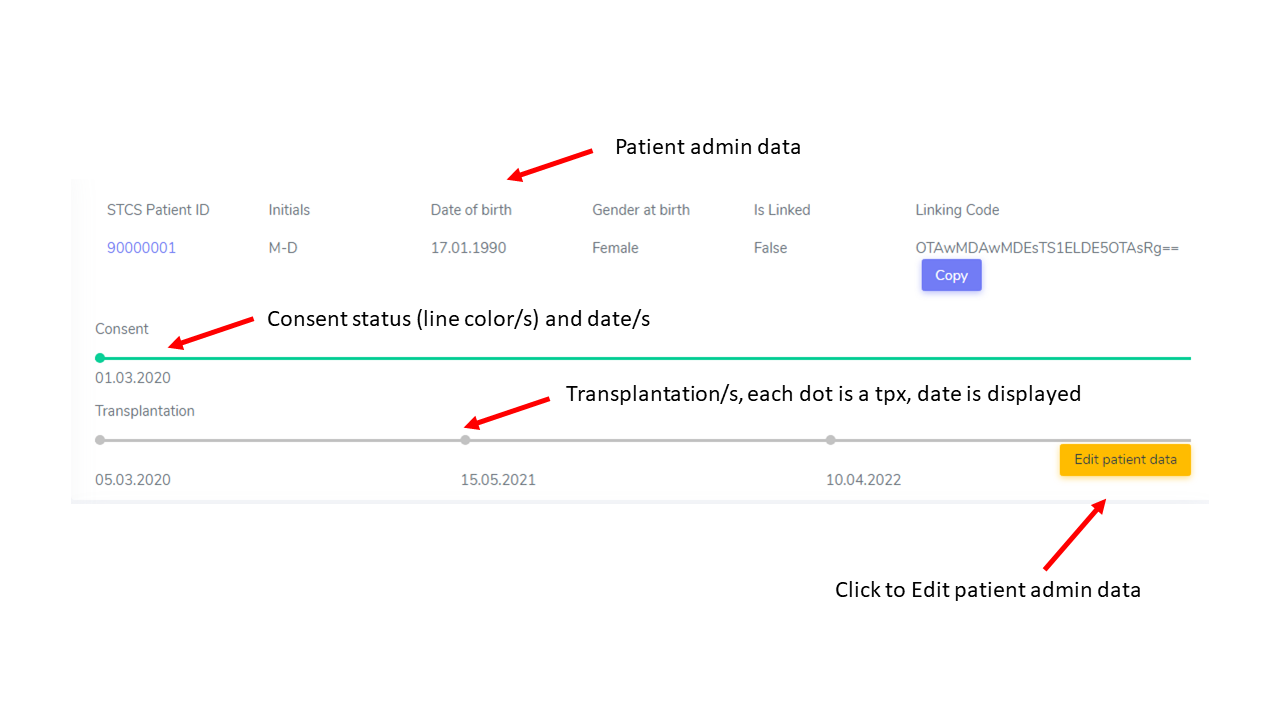 Patient admin data
STCS Patient ID Initials Date of birth Gender at birth Is Linked Linking Code
90000001 M-D 17.01.1990 Female False OTAwMDAwMDEsTS1ELDE5OTAsRg==
Copy
Consent status (line color/s) and date/s
Consent
01.03.2020
Transplantation/s, each dot is a tpx, date is displayed
Transplantation
Edit patient data
05.03.2020 15.05.2021 10.04.2022
Click to Edit patient admin data